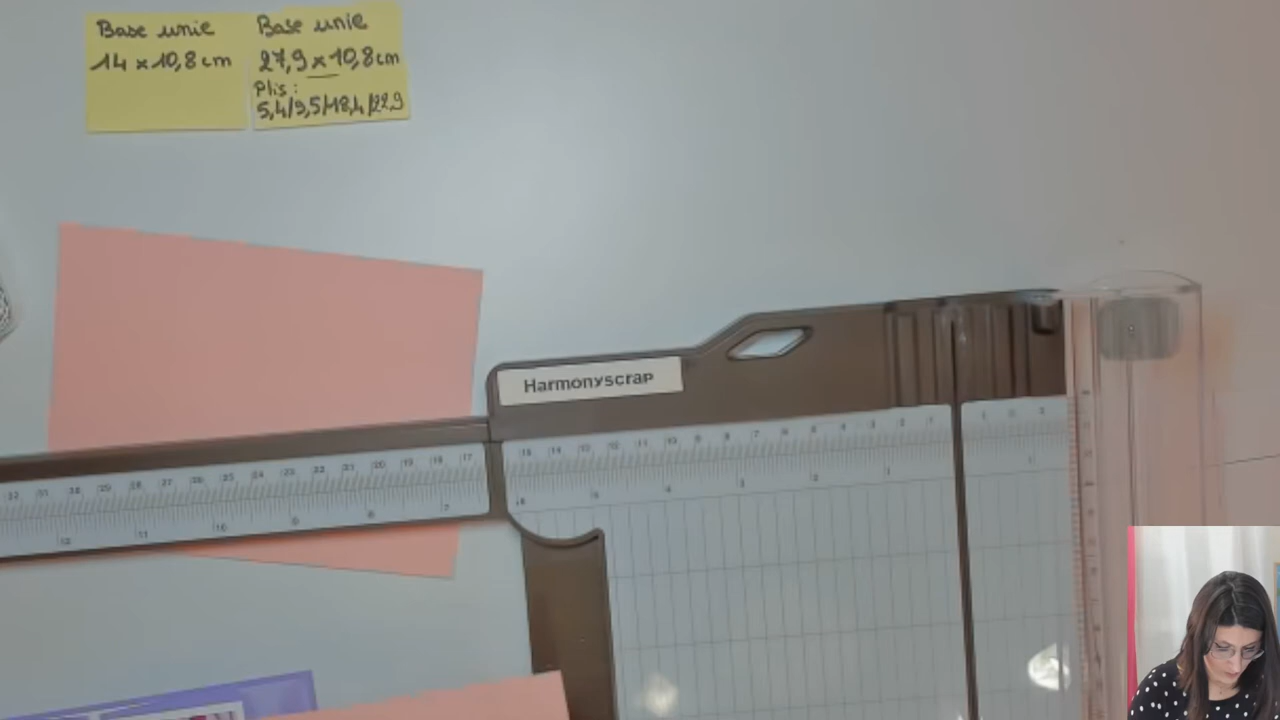 Base unie
14 x 10,8 cm
Base unie
27,9 x 10,8 cm
Plis :
5,4/9,5/18,4/22,9
Harmonyscrap